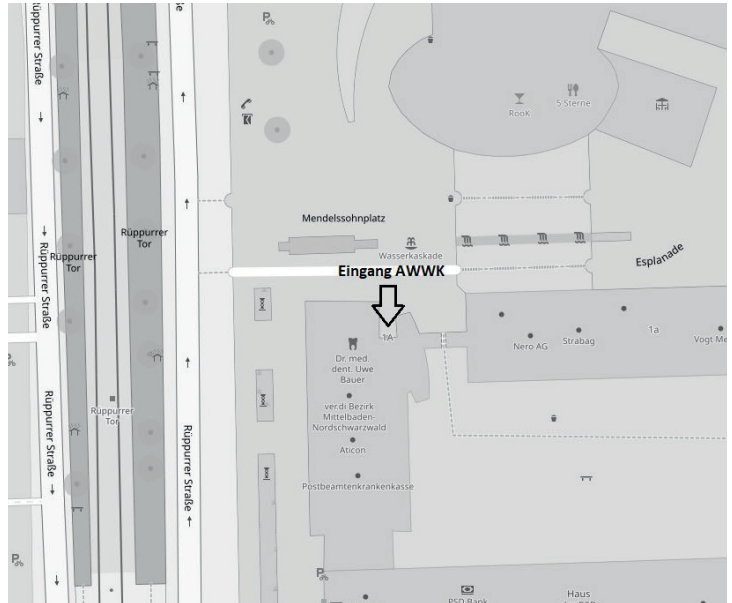 Rüppurrer Straße
RooK
5 Sterne
Mendelssohnplatz
Rüppurrer
Tor
Rüppurrer
Tor
Rüppurrer Straße
Wasserkaskade
Esplanade
Eingang AWWK
1A
1a
Nero AG
Strabag
Vogt Me
Dr. med.
dent. Uwe
Bauer
ver.di Bezirk
Mittelbaden-
Nordschwarzwald
Rüppurrer
Tor
Rüppurrer Straße
Rüppurrer Straße
Aticon
Postbeamtenkrankenkasse
PSD Bank
Haus